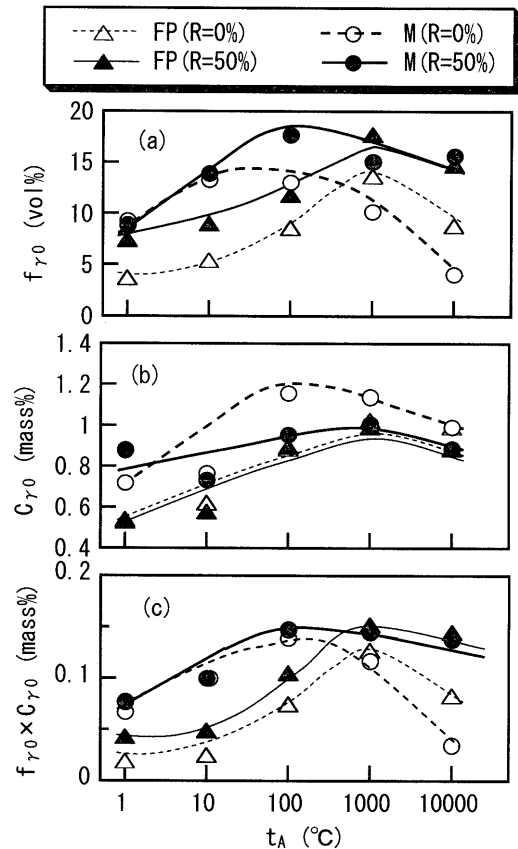 FP(R=0%) M(R=0%)
FP(R=50%) M(R=50%)
(a)
20
15
10
5
0
fγ0 (vol%)
(b)
1.4
1.2
1
0.8
0.6
0.4
Cγ0 (mass%)
(c)
0.2
0.1
0
fγ0×Cγ0 (mass%)
1 10 100 1000 10000
tA (℃)